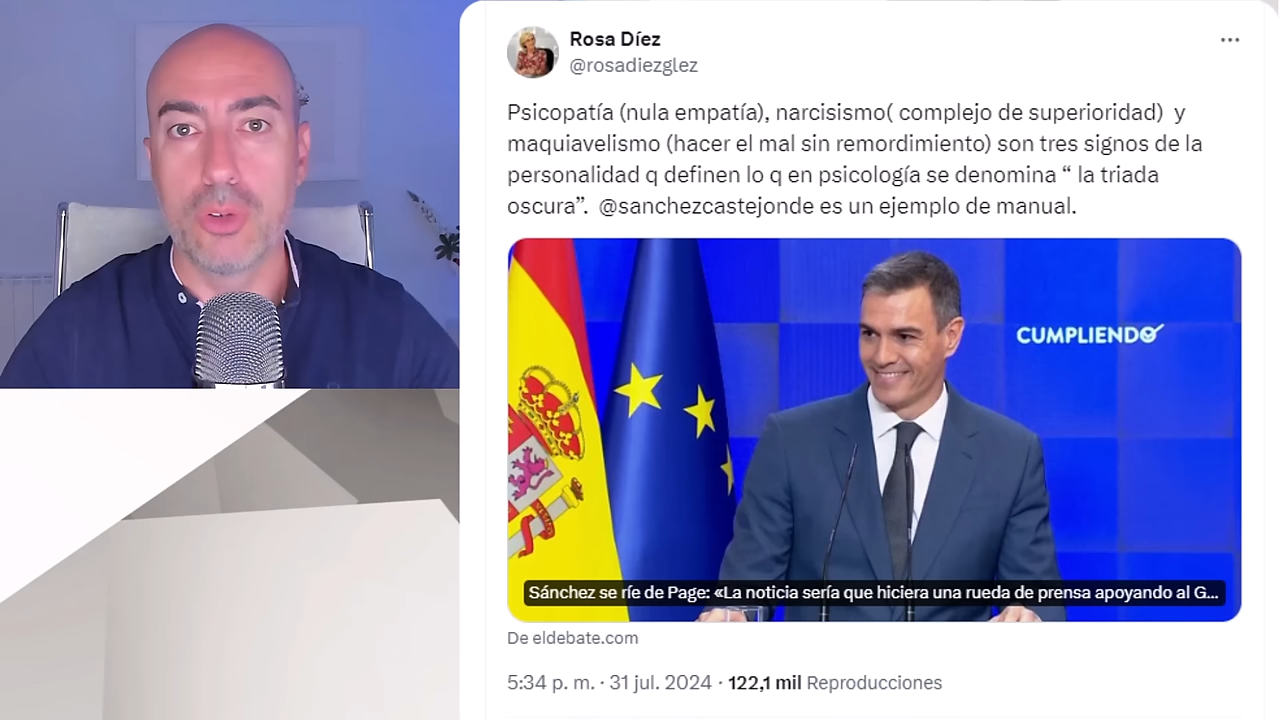 Rosa Díez
@rosadiezglez
Psicopatía (nula empatía), narcisismo( complejo de superioridad)  y
maquiavelismo (hacer el mal sin remordimiento) son tres signos de la
personalidad q definen lo q en psicología se denomina “ la triada
oscura”.  @sanchezcastejonde es un ejemplo de manual.
CUMPLIENDO
Sánchez se ríe de Page: «La noticia sería que hiciera una rueda de prensa apoyando al G...
De eldebate.com
5:34 p. m. · 31 jul. 2024 · 122,1 mil Reproducciones